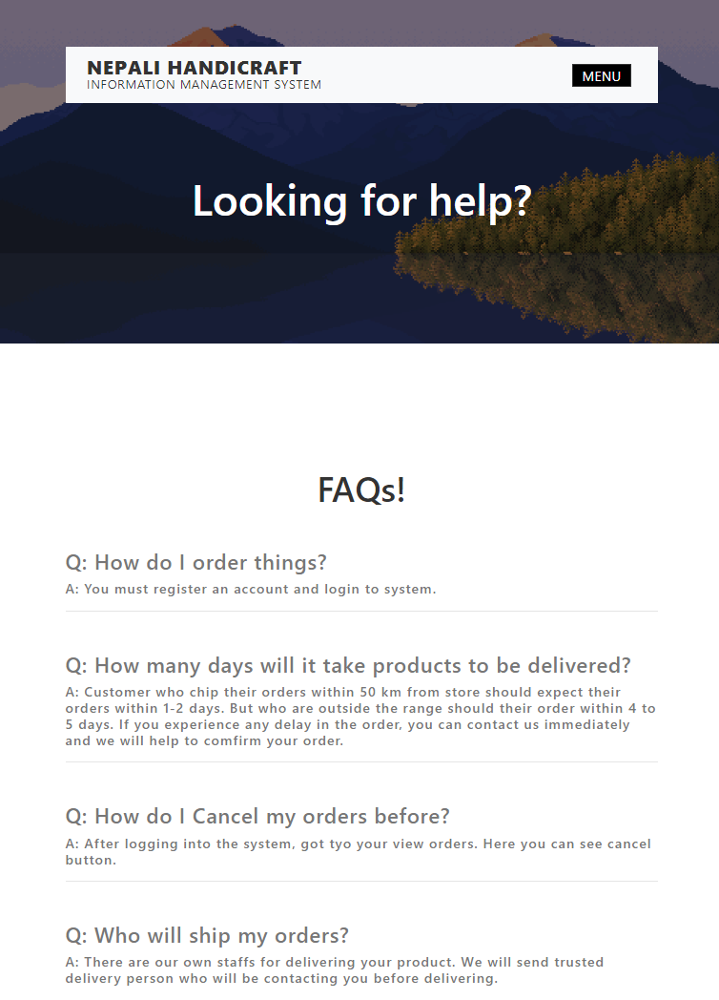 NEPALI HANDICRAFT
INFORMATION MANAGEMENT SYSTEM
MENU
Looking for help?
FAQs!
Q: How do I order things?
A: You must register an account and login to system.
Q: How many days will it take products to be delivered?
A: Customer who chip their orders within 50 km from store should expect their
orders within 1-2 days. But who are outside the range should their order within 4 to
5 days. If you experience any delay in the order, you can contact us immediately
and we will help to comfirm your order.
Q: How do I Cancel my orders before?
A: After logging into the system, got tyo your view orders. Here you can see cancel
button.
Q: Who will ship my orders?
A: There are our own staffs for delivering your product. We will send trusted
delivery person who will be contacting you before delivering.